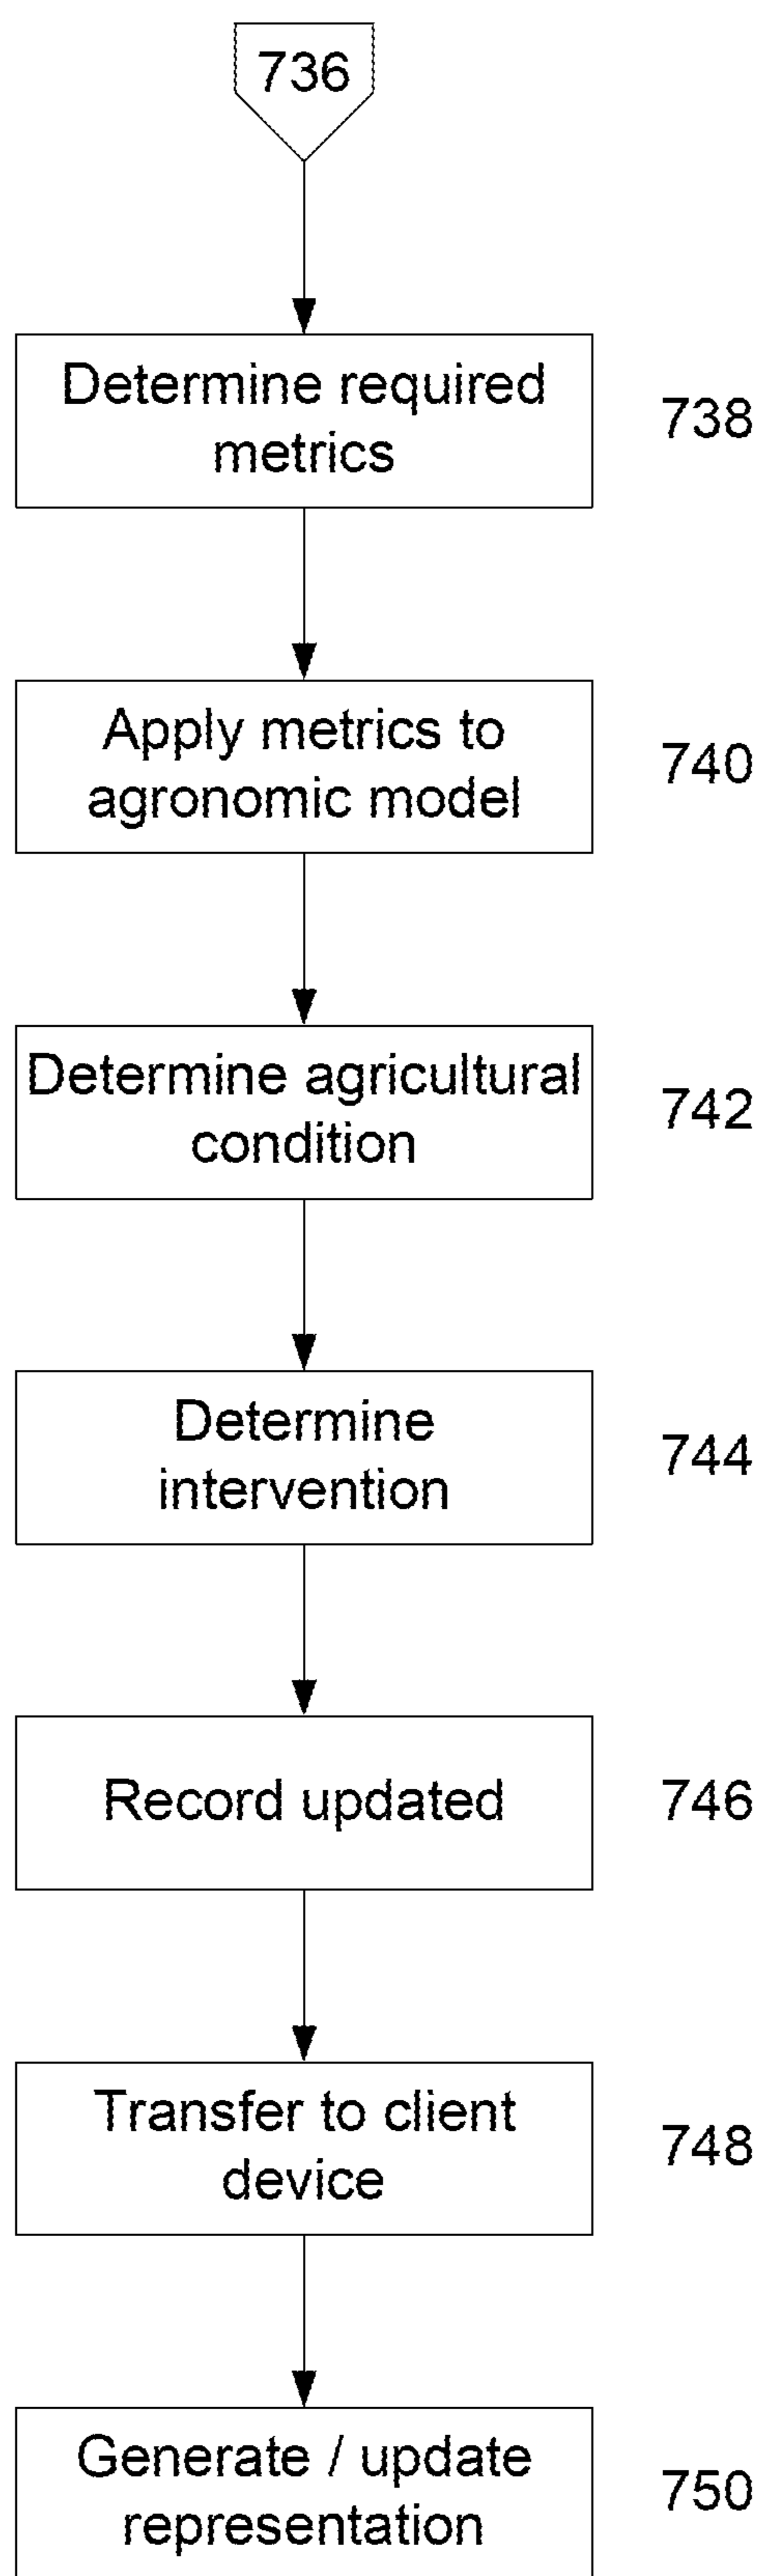 736
Determine required
metrics
738
Apply metrics to
agronomic model
740
Determine agricultural
condition
742
Determine
intervention
744
Record updated
746
Transfer to client
device
748
Generate / update
representation
750